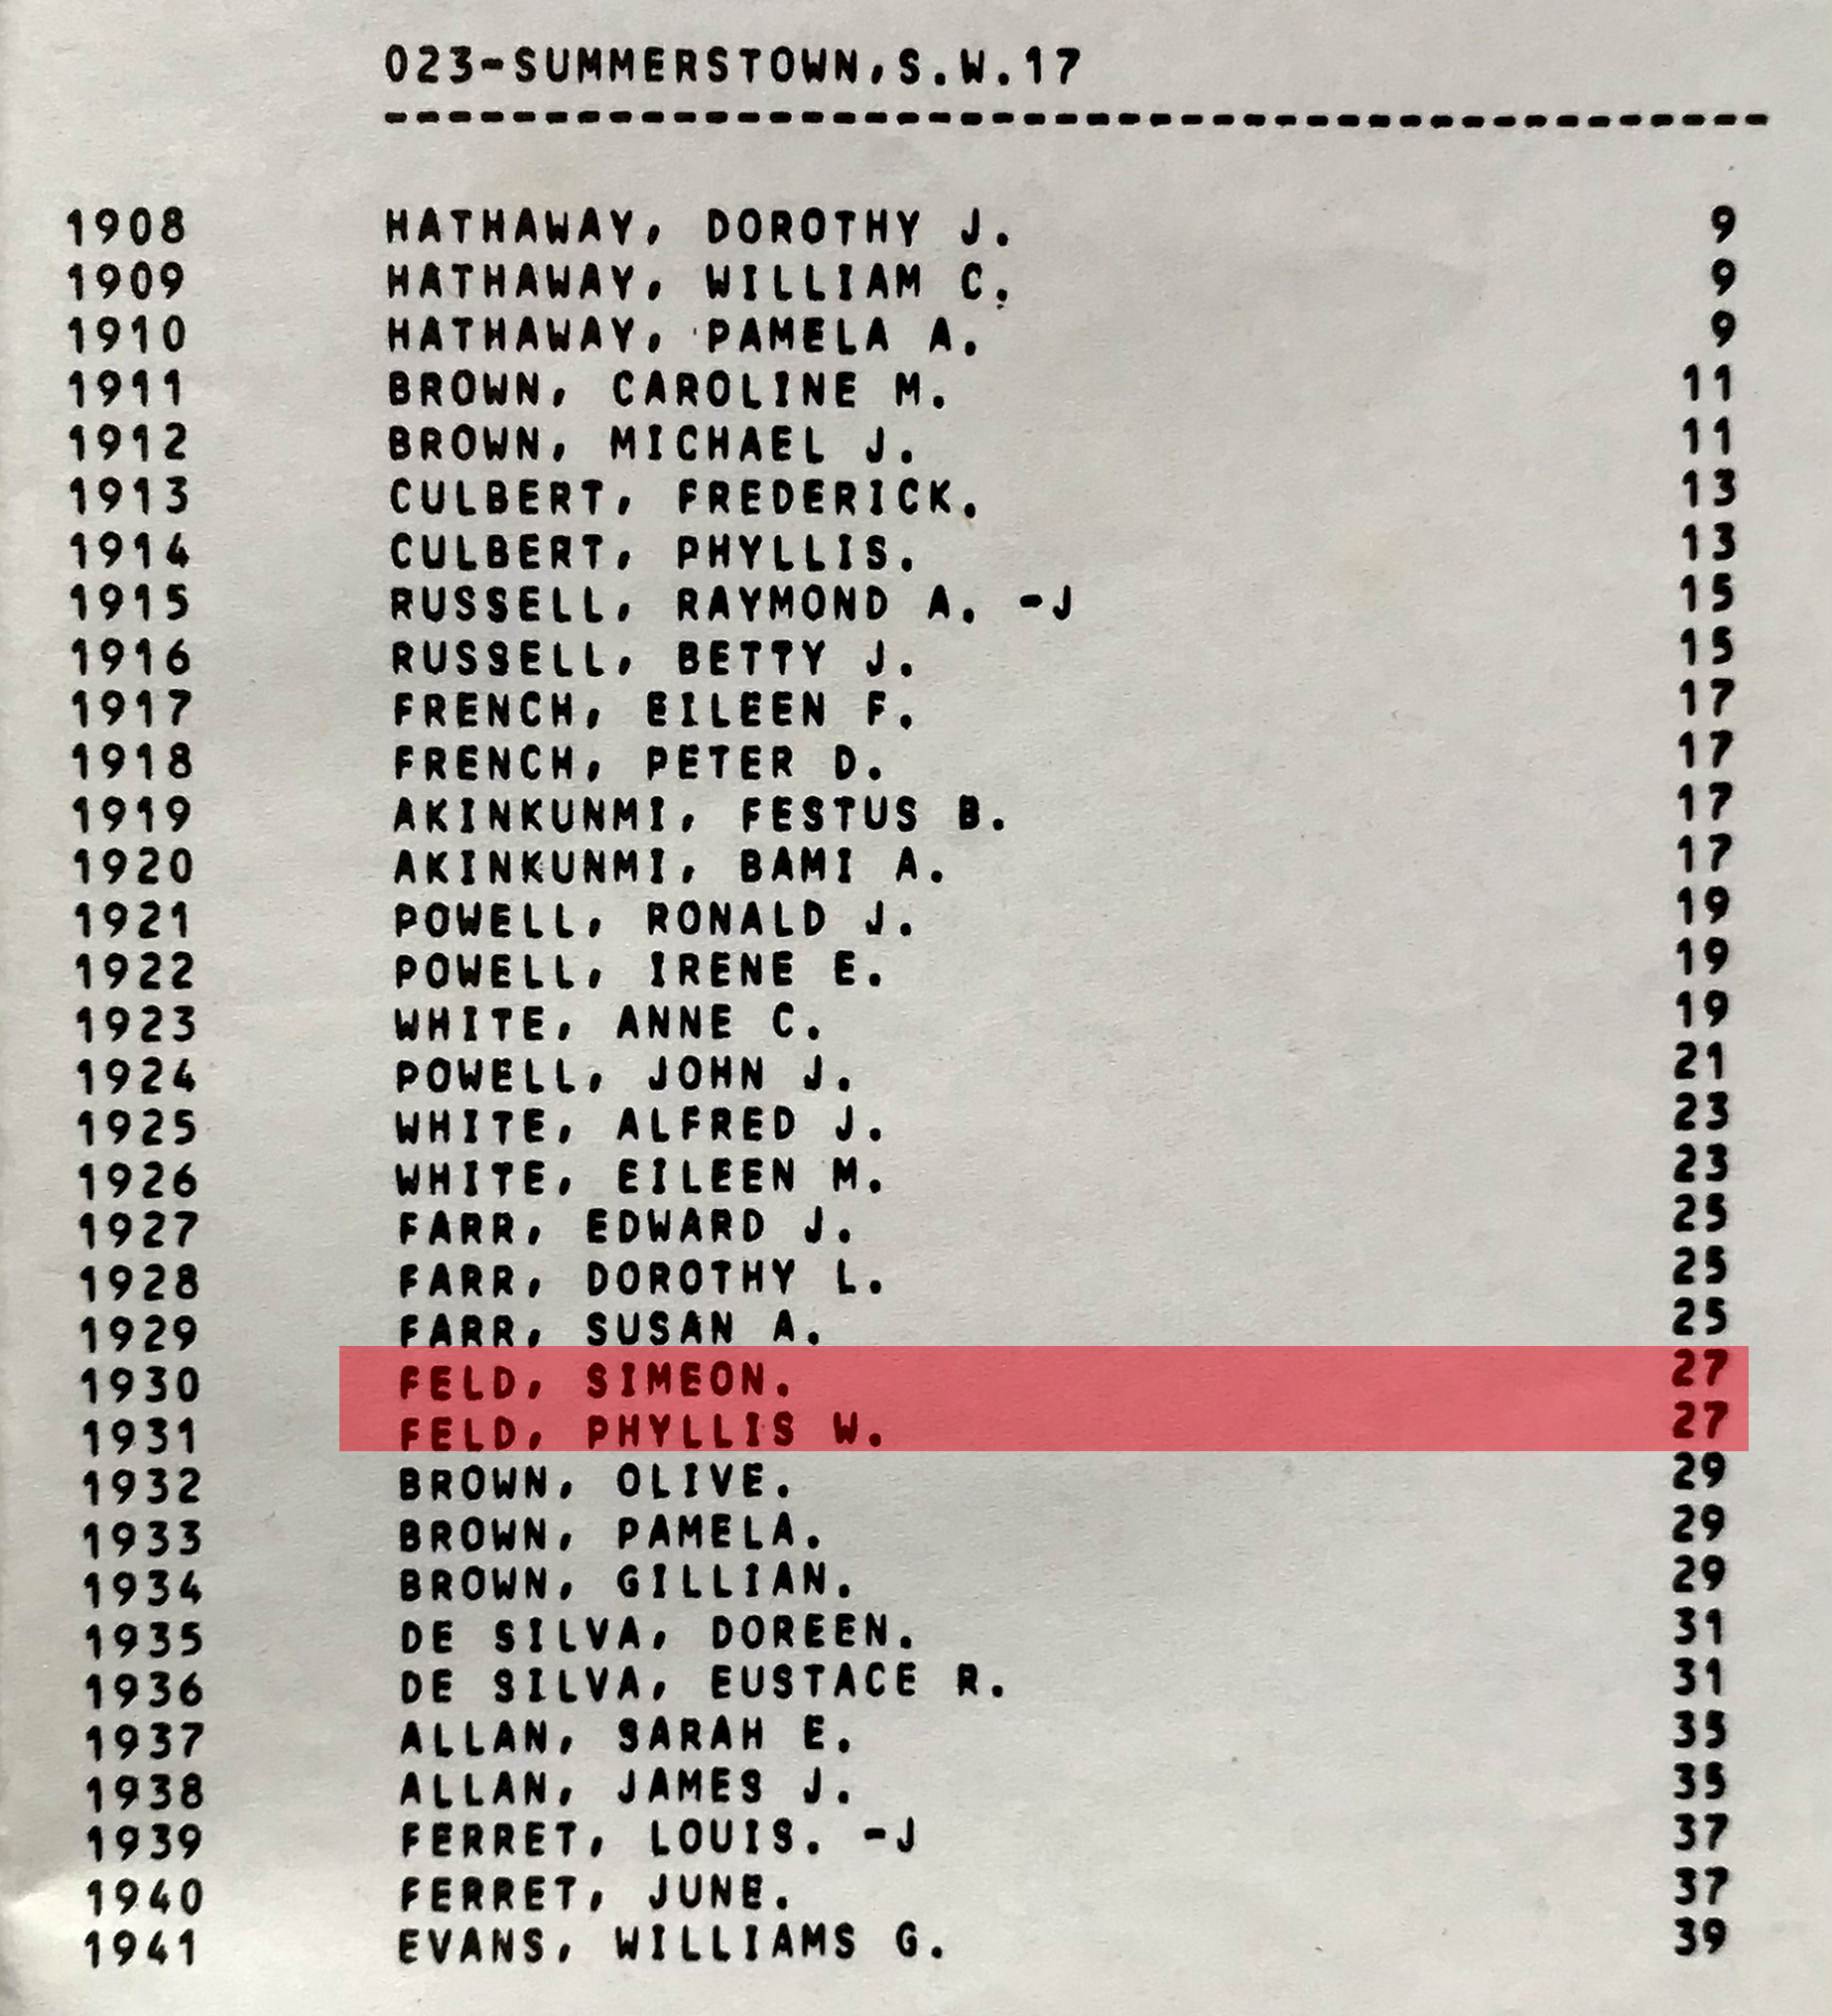 023-SUMMERSTOWN,S.W.17
--------------------------------------------
1908 HATHAWAY, DOROTHY J. 9
1909 HATHAWAY, WILLIAM C. 9
1910 HATHAWAY, PAMELA A. 9
1911 BROWN, CAROLINE M. 11
1912 BROWN, MICHAEL J. 11
1913 CULBERT, FREDERICK. 13
1914 CULBERT, PHYLLIS. 13
1915 RUSSELL, RAYMOND A. -J 15
1916 RUSSELL, BETTY J. 15
1917 FRENCH, EILEEN F. 17
1918 FRENCH, PETER D. 17
1919 AKINKUNMI, FESTUS B. 17
1920 AKINKUNMI, BAMI A. 17
1921 POWELL, RONALD J. 19
1922 POWELL, IRENE E. 19
1923 WHITE, ANNE C. 19
1924 POWELL, JOHN J. 21
1925 WHITE, ALFRED J. 23
1926 WHITE, EILEEN M. 23
1927 FARR, EDWARD J. 25
1928 FARR, DOROTHY L. 25
1929 FARR, SUSAN A. 25
1930 FELD, SIMEON. 27
1931 FELD, PHYLLIS W. 27
1932 BROWN, OLIVE. 29
1933 BROWN, PAMELA. 29
1934 BROWN, GILLIAN. 29
1935 DE SILVA, DOREEN. 31
1936 DE SILVA, EUSTACE R. 31
1937 ALLAN, SARAH E. 35
1938 ALLAN, JAMES J. 35
1939 FERRET, LOUIS. -J 37
1940 FERRET, JUNE. 37
1941 EVANS, WILLIAMS G. 39